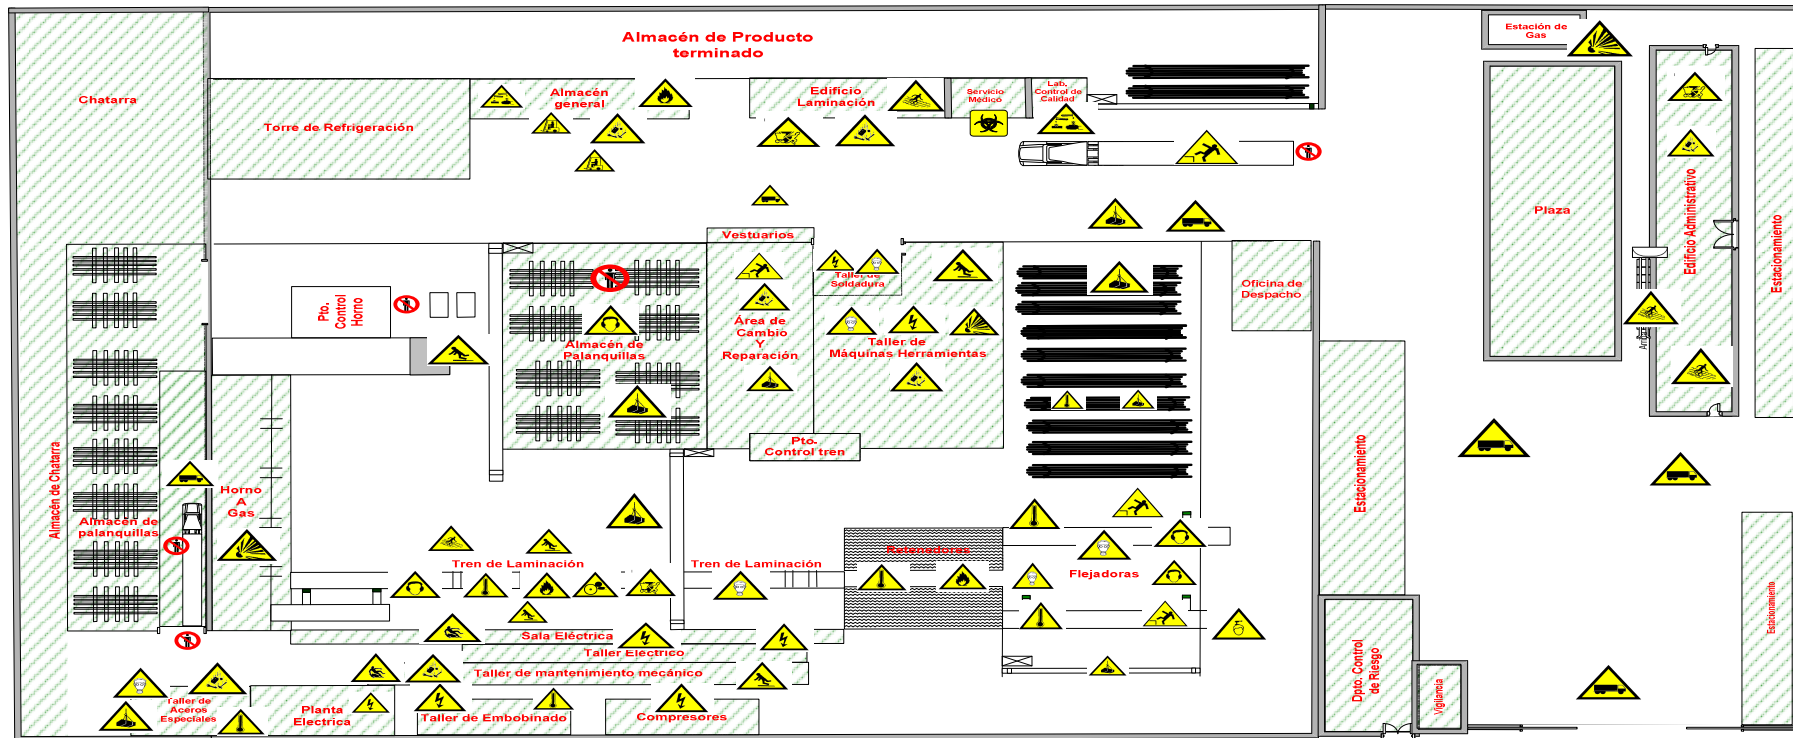 Almacén de Producto
terminado
Estación de
Gas
Chatarra
Almacén
general
Edificio
Laminación
Servicio
Médico
Lab.
Control de
Calidad
Torre de Refrigeración
Plaza
Edificio Administrativo
Estacionamiento
Vestuarios
Taller de
Soldadura
Oficina de
Despacho
Pto.
Control
Horno
Almacén de
Palanquillas
Área de
Cambio
Y
Reparación
Taller de
Máquinas Herramientas
Pto-
Control tren
Estacionamiento
Almacén de Chatarra
Almacén de
palanquillas
Horno
A
Gas
Tren de Laminación
Tren de Laminación
Retenedores
Flejadoras
Estacionamiento
Sala Eléctrica
Taller Eléctrico
Taller de mantenimiento mecánico
Taller de
Aceros
Especiales
Planta
Electrica
Taller de Embobinado
Compresores
Dpto. Control
de Riesgo
Vigilancia